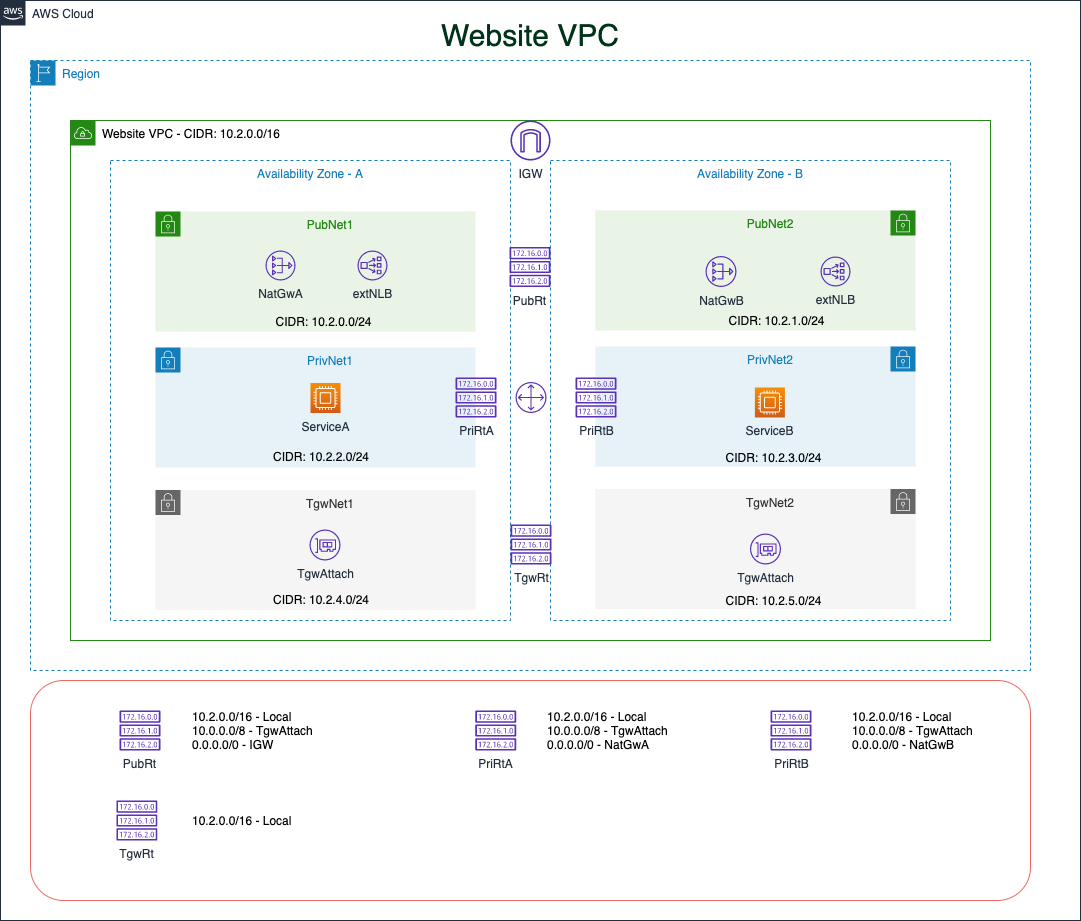 aws
AWS Cloud
Website VPC
Region
Website VPC - CIDR: 10.2.0.0/16
IGW
Availability Zone - A
Availability Zone - B
PubNet1
PubNet2
NatGwA
extNLB
172.16.0.0
172.16.1.0
172.16.2.0
PubRt
NatGwB
extNLB
CIDR: 10.2.0.0/24
CIDR: 10.2.1.0/24
PrivNet1
PrivNet2
ServiceA
172.16.0.0
172.16.1.0
172.16.2.0
PriRtA
172.16.0.0
172.16.1.0
172.16.2.0
PriRtB
ServiceB
CIDR: 10.2.2.0/24
CIDR: 10.2.3.0/24
TgwNet1
TgwNet2
TgwAttach
172.16.0.0
172.16.1.0
172.16.2.0
TgwRt
TgwAttach
CIDR: 10.2.4.0/24
CIDR: 10.2.5.0/24
172.16.0.0
172.16.1.0
172.16.2.0
PubRt
10.2.0.0/16 - Local
10.0.0.0/8 - TgwAttach
0.0.0.0/0 - IGW
172.16.0.0
172.16.1.0
172.16.2.0
PriRtA
10.2.0.0/16 - Local
10.0.0.0/8 - TgwAttach
0.0.0.0/0 - NatGwA
172.16.0.0
172.16.1.0
172.16.2.0
PriRtB
10.2.0.0/16 - Local
10.0.0.0/8 - TgwAttach
0.0.0.0/0 - NatGwB
172.16.0.0
172.16.1.0
172.16.2.0
TgwRt
10.2.0.0/16 - Local